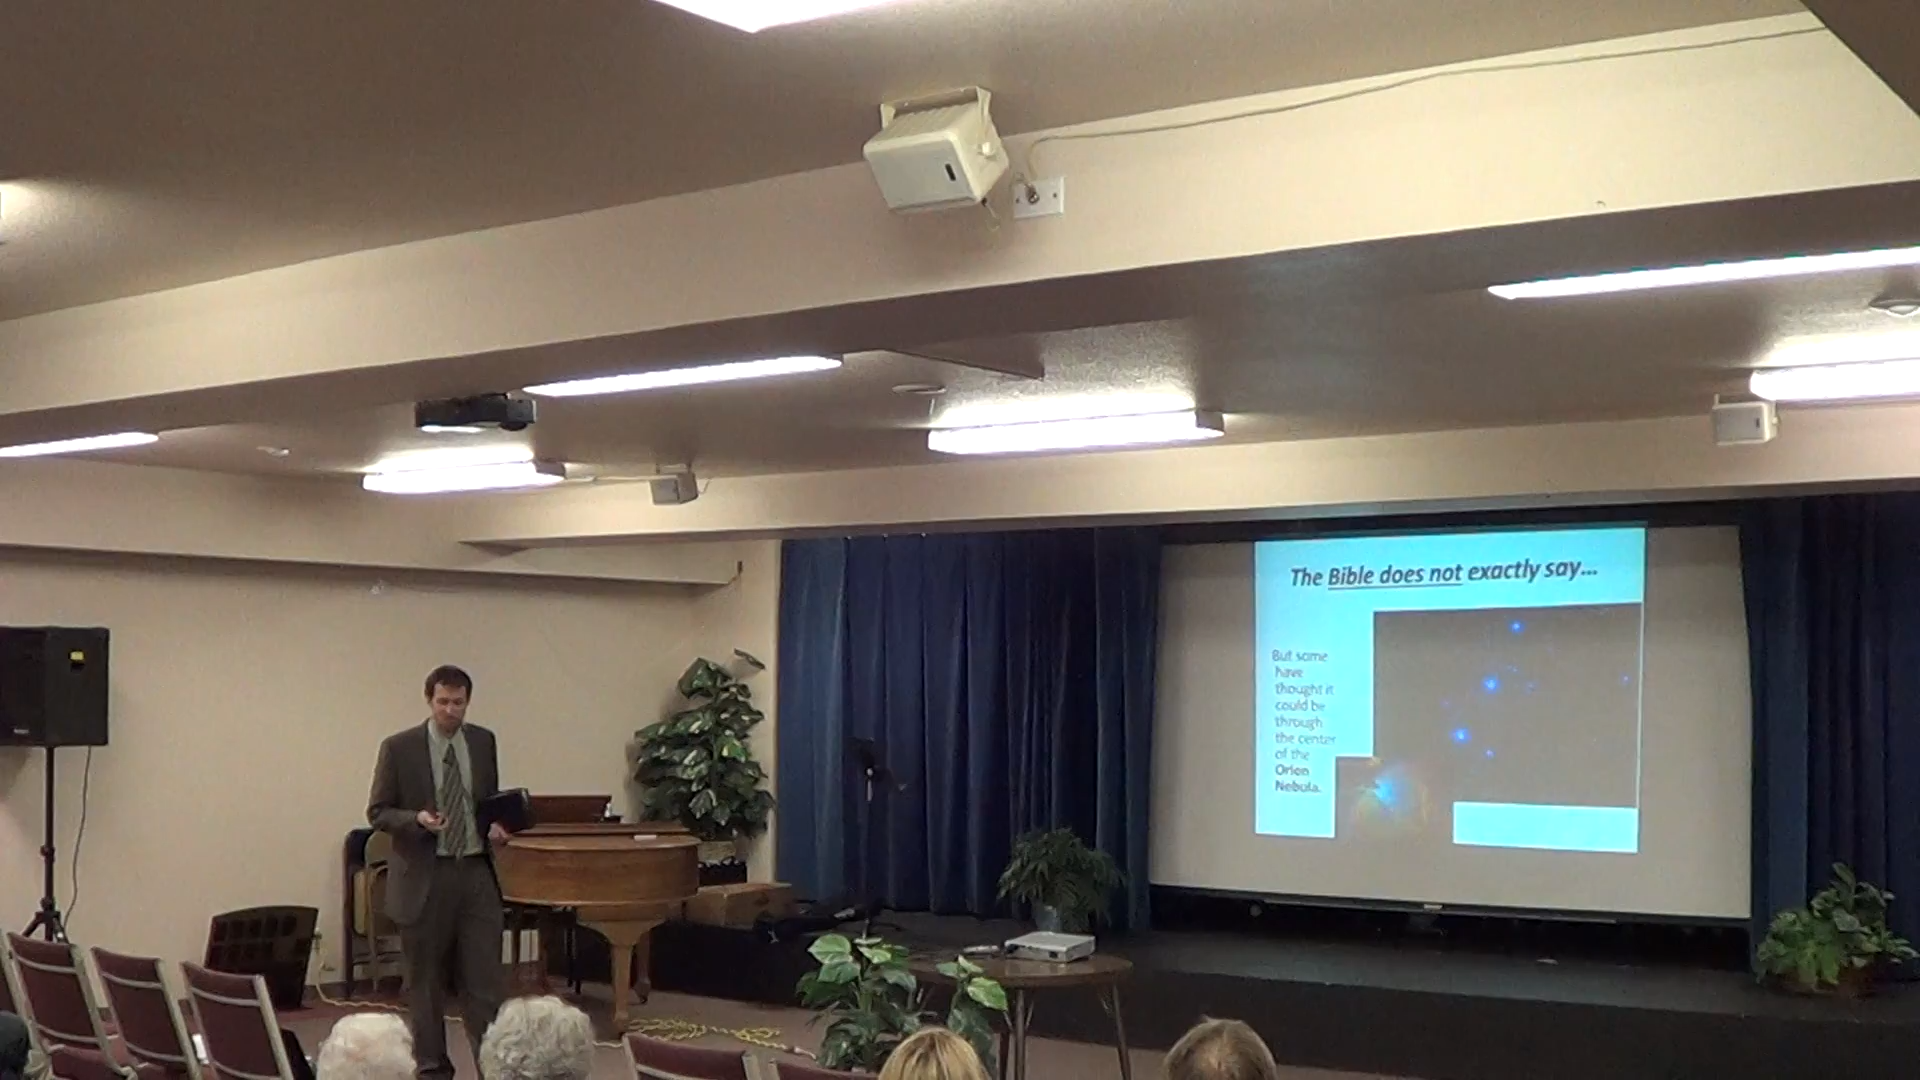 The Bible does not exactly say...
But some
have
thought it
could be
through
the center
of the
Orion
Nebula.